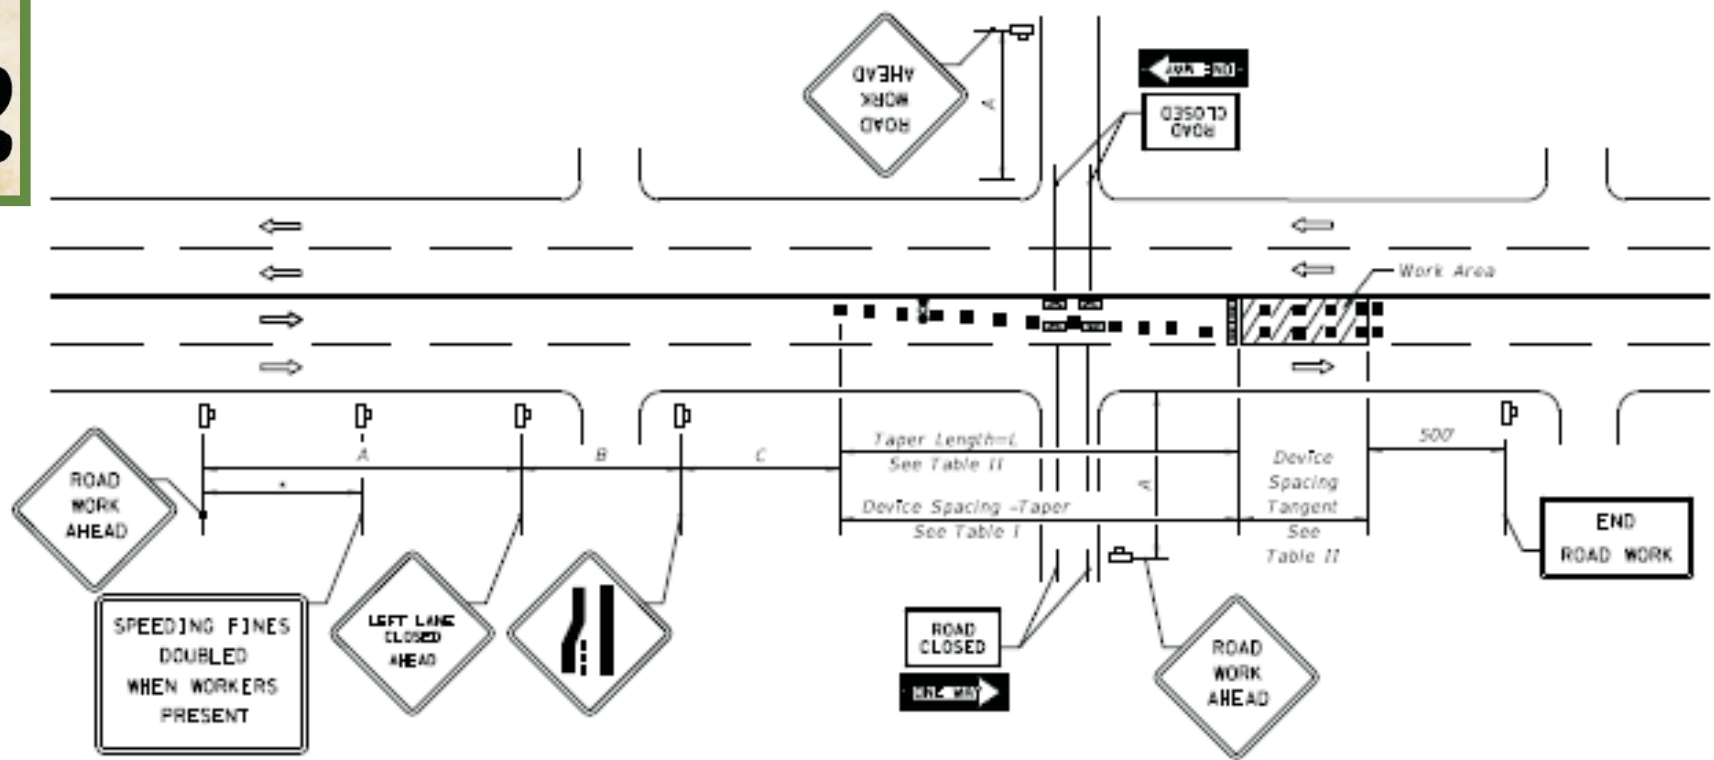 ROAD
WORK
AHEAD
A
ONE WAY
ROAD
CLOSED
Work Area
A
B
C
*
Taper Length=L
See Table II
Device Spacing -Taper
See Table I
A
Device
Spacing
Tangent
See
Table II
500'
ROAD
WORK
AHEAD
SPEEDING FINES
DOUBLED
WHEN WORKERS
PRESENT
LEFT LANE
CLOSED
AHEAD
ROAD
CLOSED
ONE WAY
ROAD
WORK
AHEAD
END
ROAD WORK